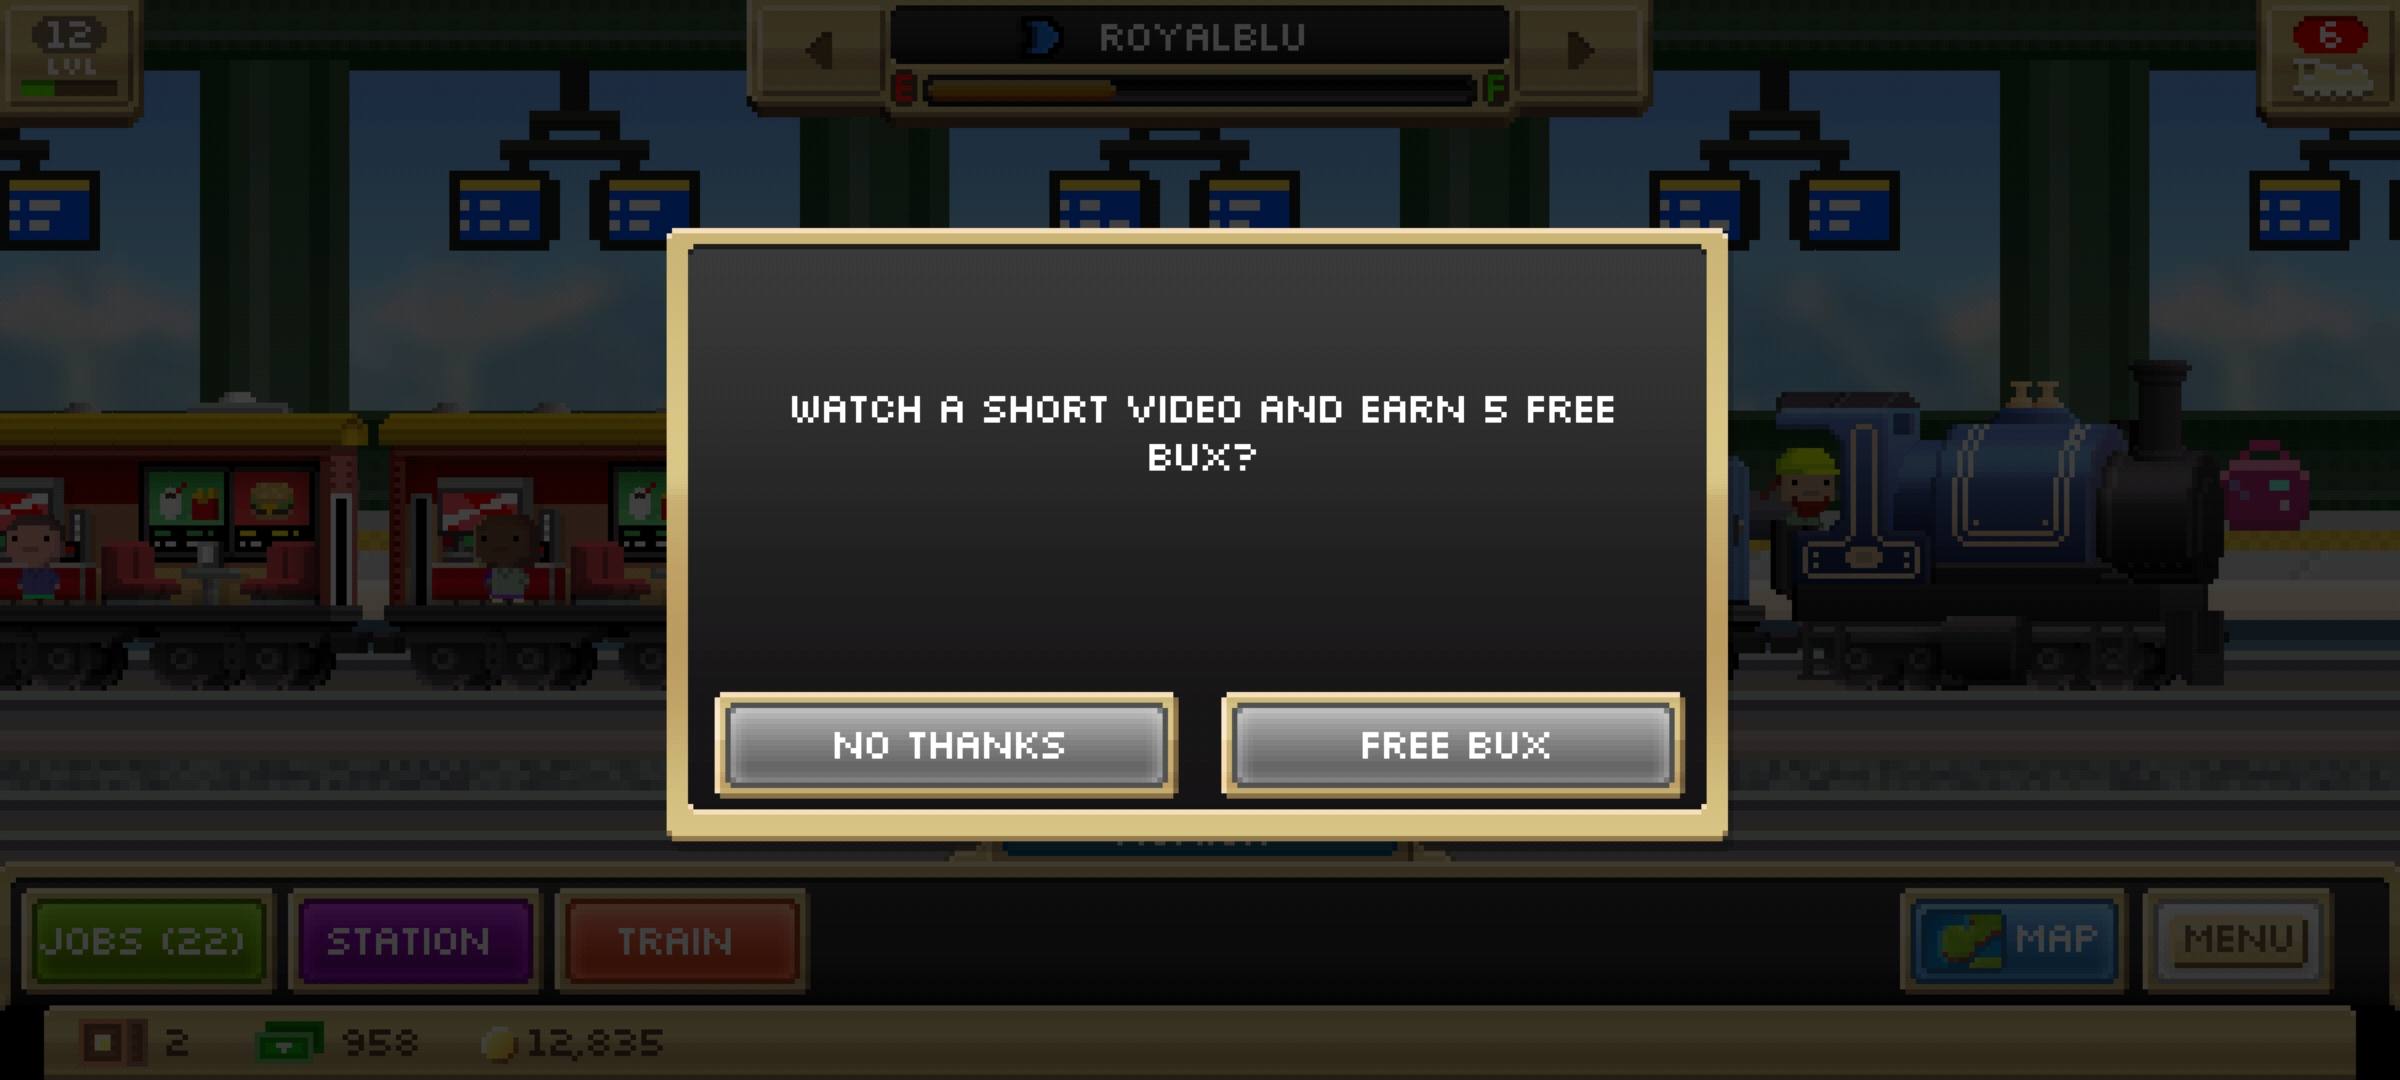 12
LVL
ROYALBLU
E
F
6
WATCH A SHORT VIDEO AND EARN 5 FREE
BUX?
NO THANKS
FREE BUX
JOBS (22)
STATION
TRAIN
MAP
MENU
2
958
12,835